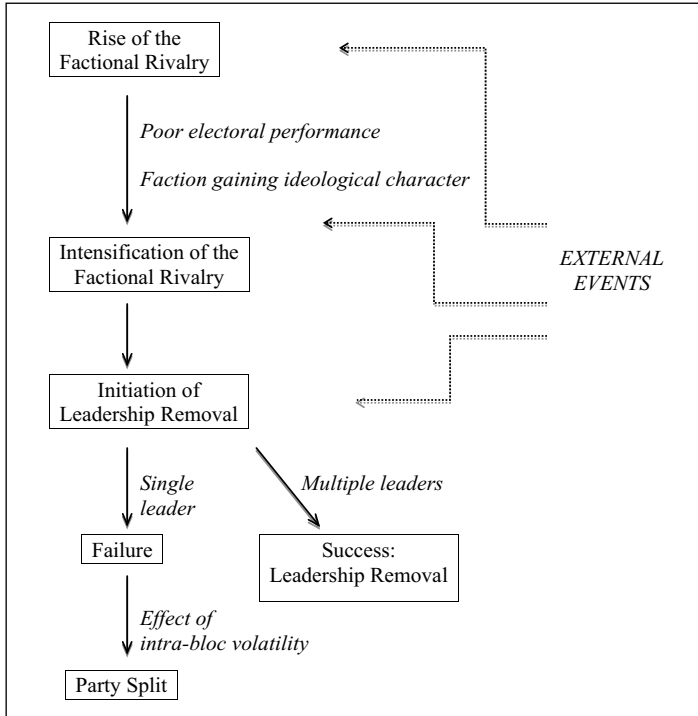 Rise of the
Factional Rivalry
Poor electoral performance
Faction gaining ideological character
Intensification of the
Factional Rivalry
EXTERNAL
EVENTS
Initiation of
Leadership Removal
Single
leader
Multiple leaders
Failure
Success:
Leadership Removal
Effect of
intra-bloc volatility
Party Split